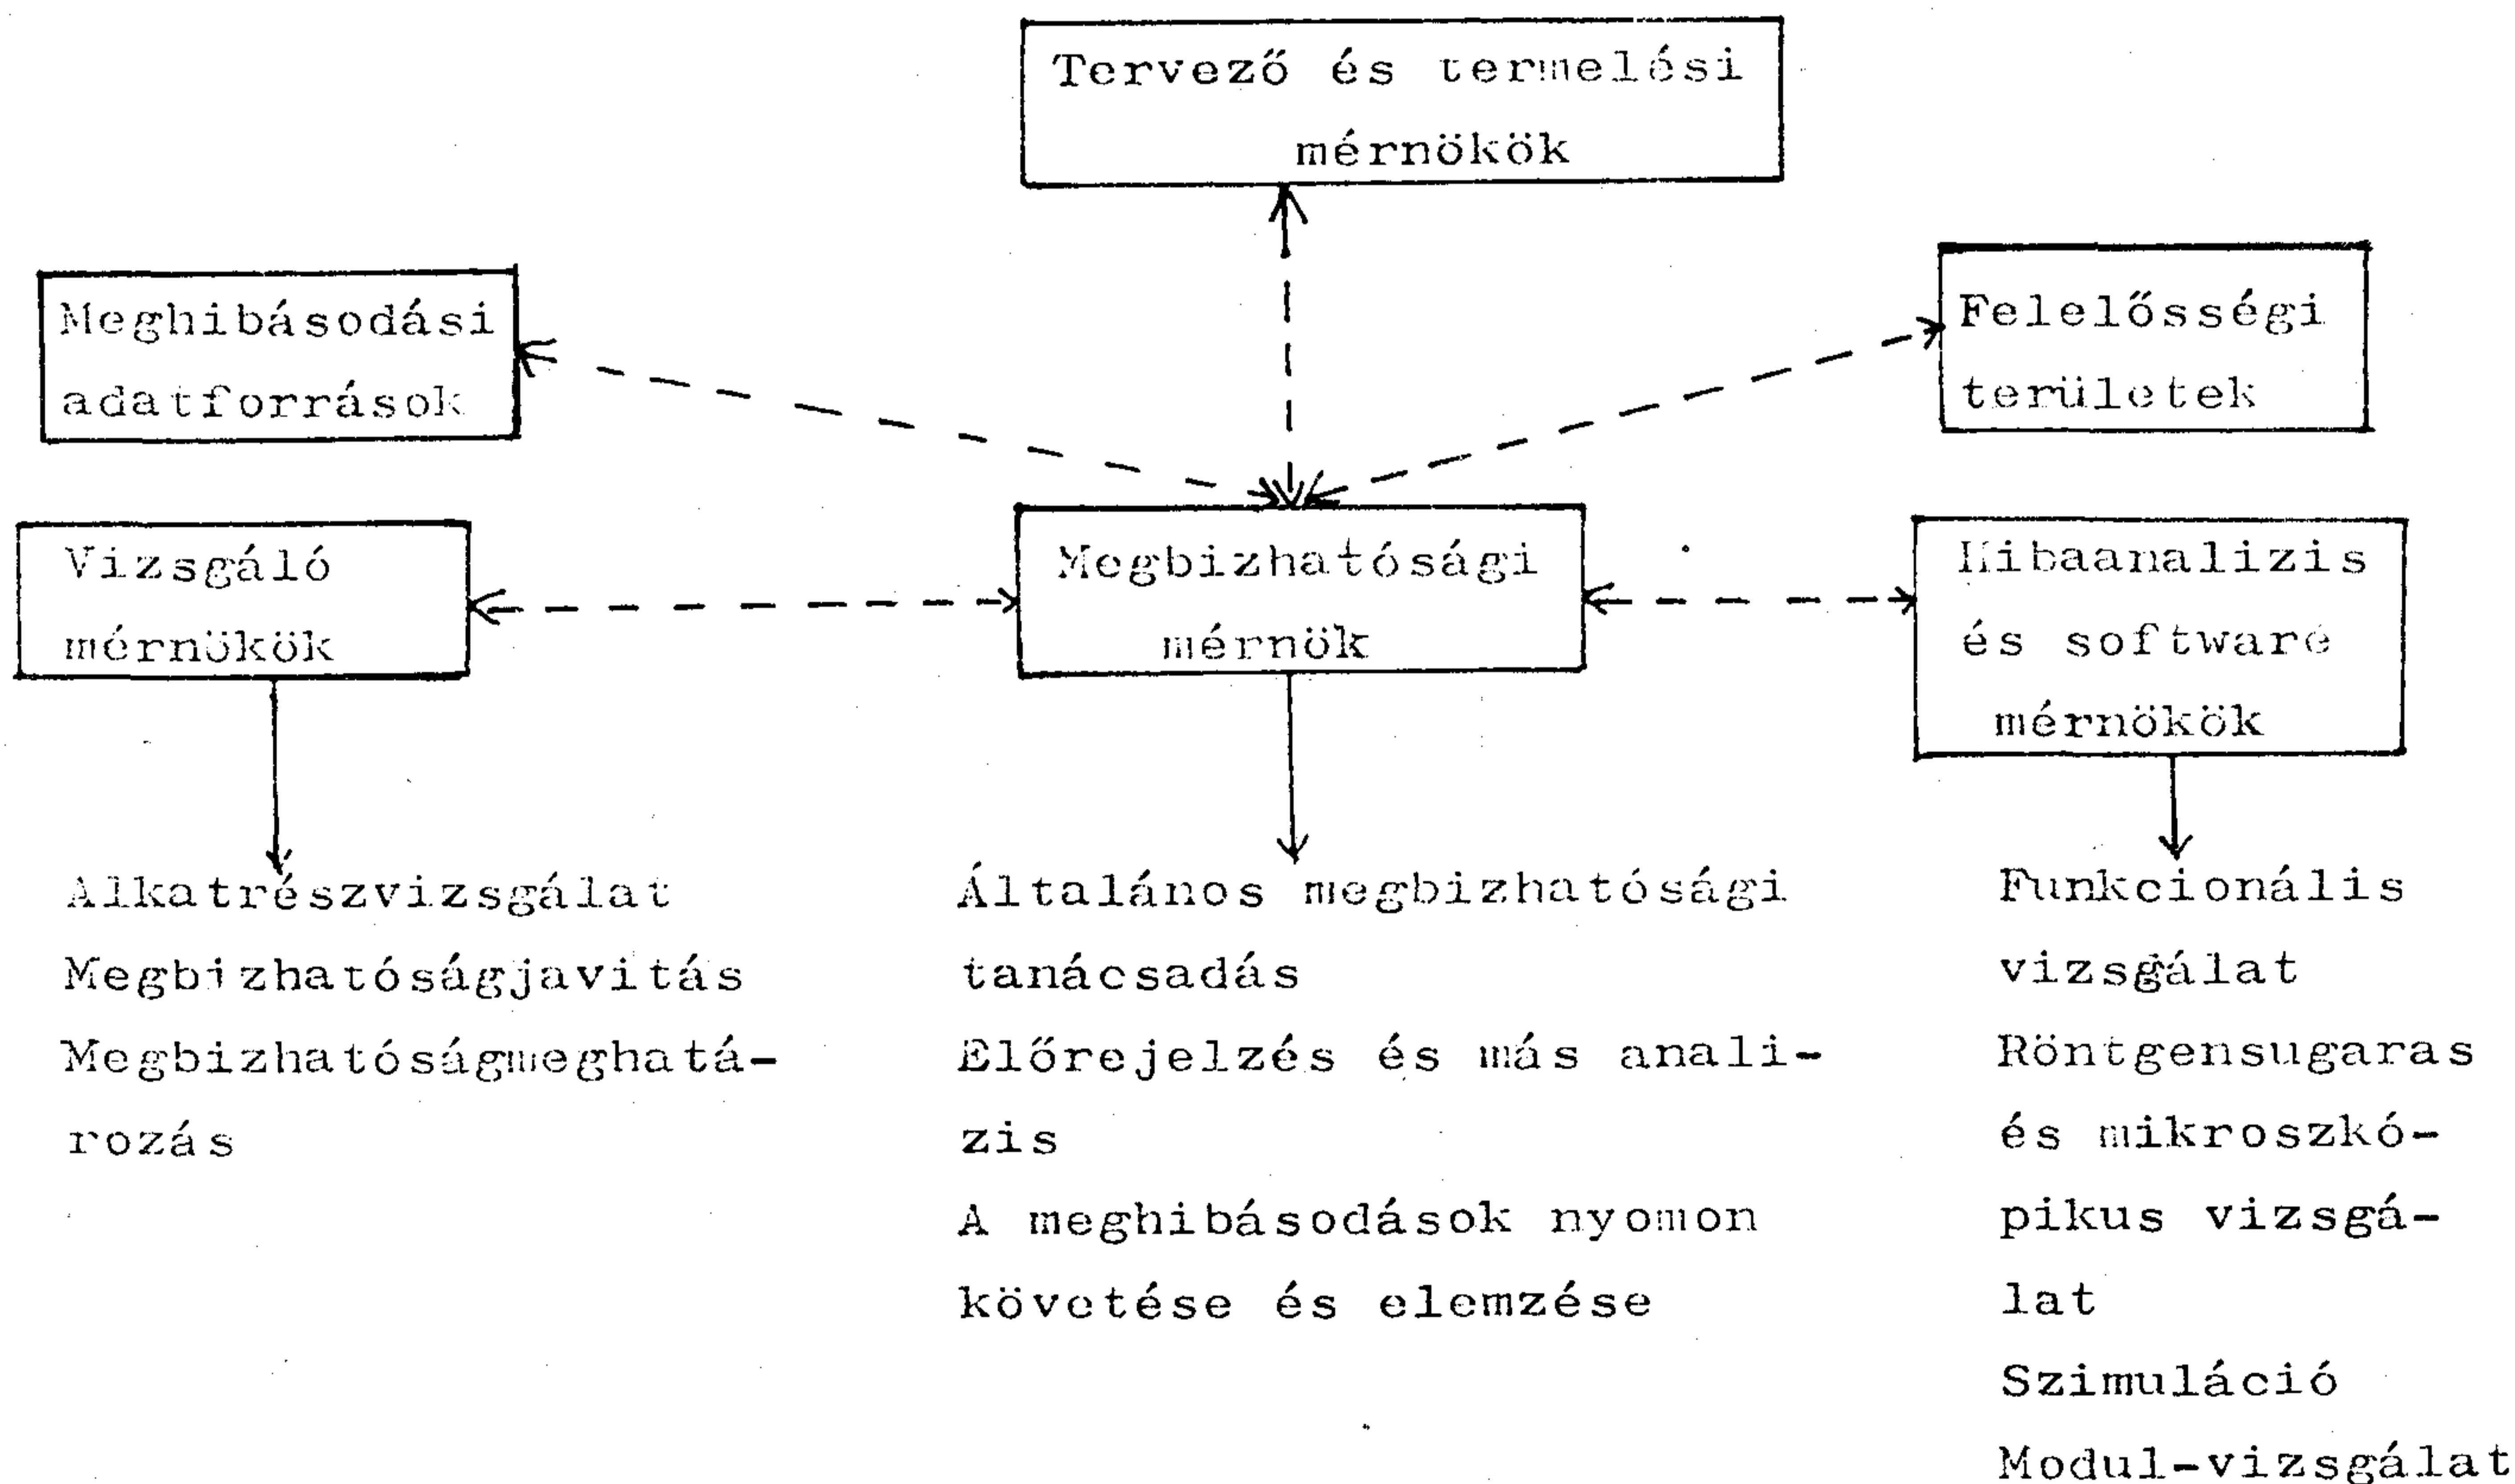 Tervező és termelési
mérnökök
Meghibásodási
adatforrások
Felelősségi
területek
Vizsgáló
mérnökök
Megbizhatósági
mérnök
Hibaanalizis
és software
mérnökök
Alkatrészvizsgálat
Megbizhatóságjavitás
Megbizhatóságmeghatá-
rozás
Általános megbizhatósági
tanácsadás
Előrejelzés és más anali-
zis
A meghibásodások nyomon
követése és elemzése
Funkcionális
vizsgálat
Röntgensugaras
és mikroszkó-
pikus vizsgá-
lat
Szimuláció
Modul-vizsgálat